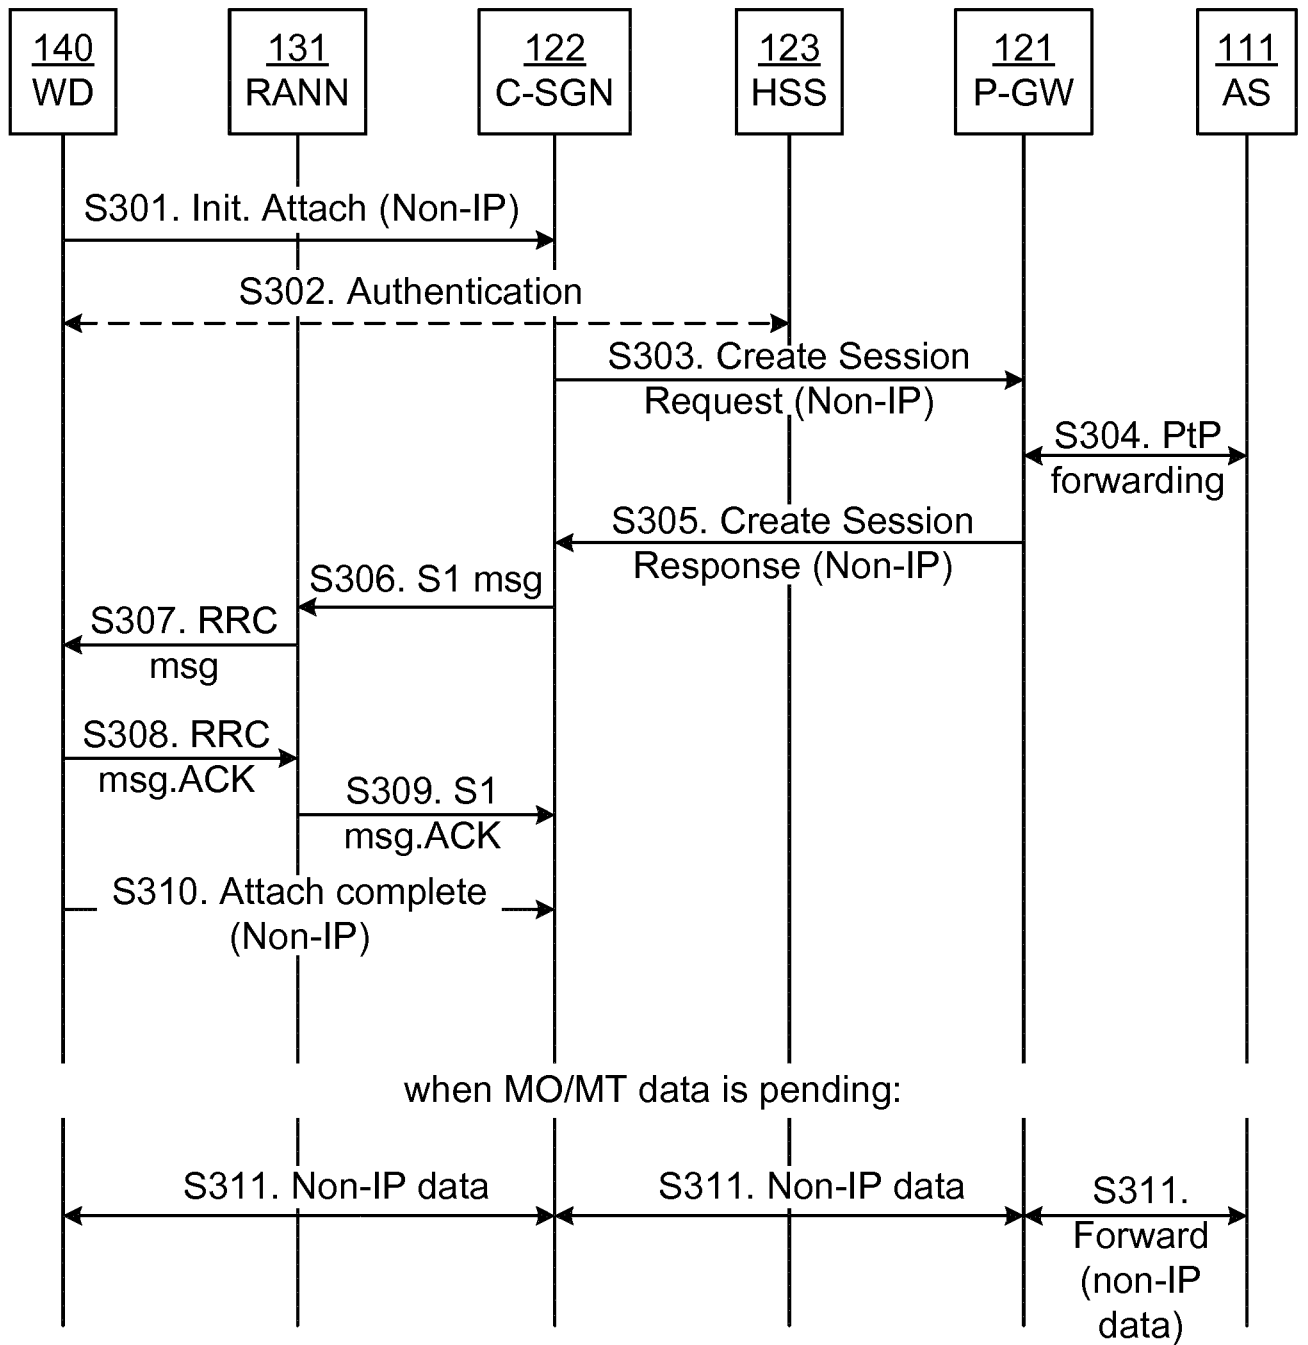 140
WD
131
RANN
122
C-SGN
123
HSS
121
P-GW
111
AS
S301. Init. Attach (Non-IP)
S302. Authentication
S303. Create Session
Request (Non-IP)
S304. PtP
forwarding
S305. Create Session
Response (Non-IP)
S306. S1 msg
S307. RRC
msg
S308. RRC
msg.ACK
S309. S1
msg.ACK
S310. Attach complete
(Non-IP)
when MO/MT data is pending:
S311. Non-IP data
S311. Non-IP data
S311.
Forward
(non-IP
data)